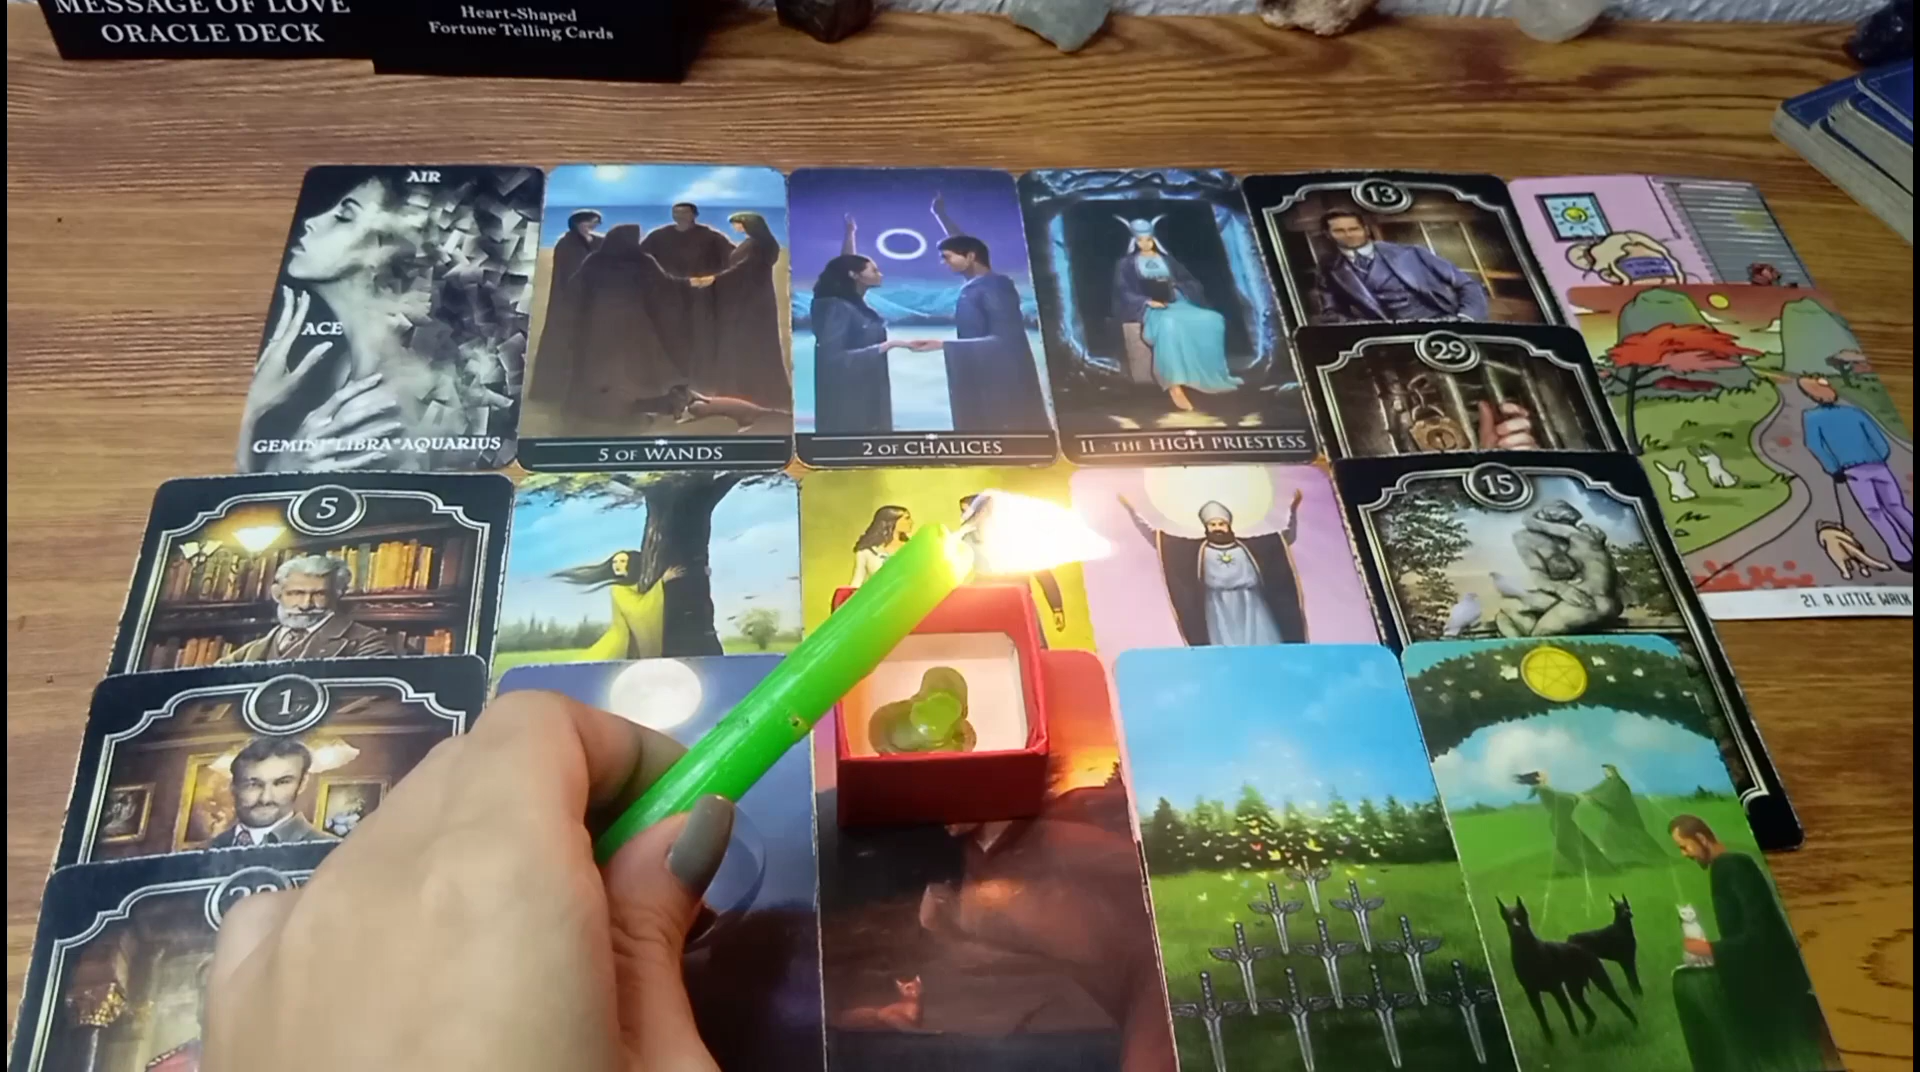 MESSAGE OF LOVE
ORACLE DECK
Heart-Shaped
Fortune Telling Cards
AIR
ACE
GEMINI*LIBRA*AQUARIUS
5 OF WANDS
2 OF CHALICES
II - THE HIGH PRIESTESS
13
29
5
15
21. A LITTLE WALK
1